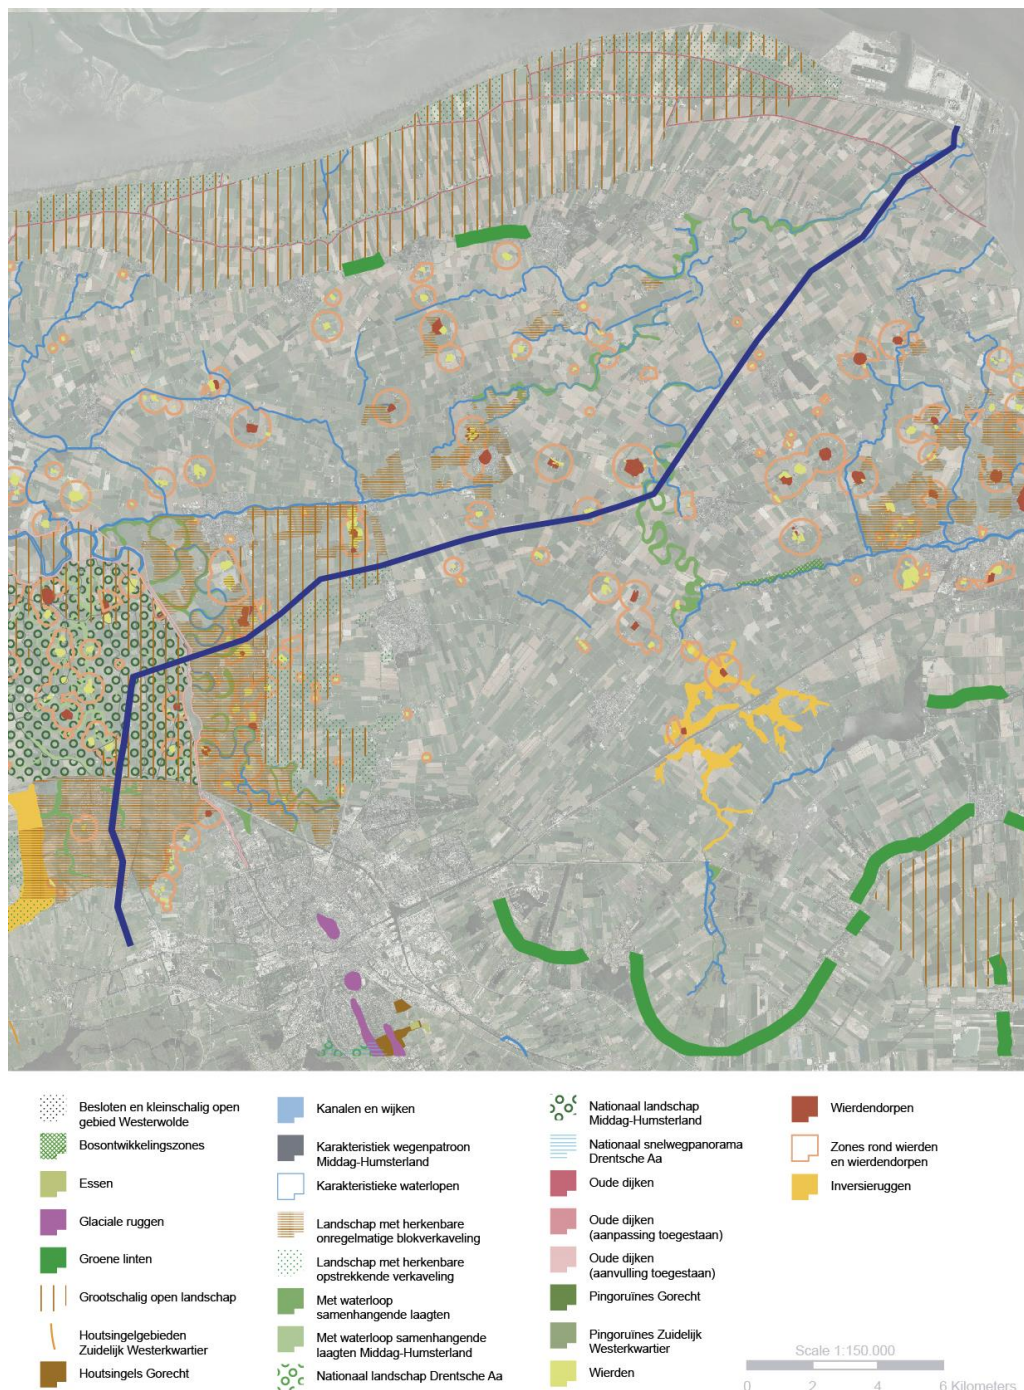 Besloten en kleinschalig open
gebied Westerwolde
Bosontwikkelingszones
Essen
Glaciale ruggen
Groene linten
Grootschalig open landschap
Houtsingelgebieden
Zuidelijk Westerkwartier
Houtsingels Gorecht
Kanalen en wijken
Karakteristiek wegenpatroon
Middag-Humsterland
Karakteristieke waterlopen
Landschap met herkenbare
onregelmatige blokverkaveling
Landschap met herkenbare
opstrekkende verkaveling
Met waterloop
samenhangende laagten
Met waterloop samenhangende
laagten Middag-Humsterland
Nationaal landschap Drentsche Aa
Nationaal landschap
Middag-Humsterland
Nationaal snelwegpanorama
Drentsche Aa
Oude dijken
Oude dijken
(aanpassing toegestaan)
Oude dijken
(aanvulling toegestaan)
Pingoruïnes Gorecht
Pingoruïnes Zuidelijk
Westerkwartier
Wierden
Wierdendorpen
Zones rond wierden
en wierdendorpen
Inversieruggen
Scale 1:150.000
0 2 4 6 Kilometers